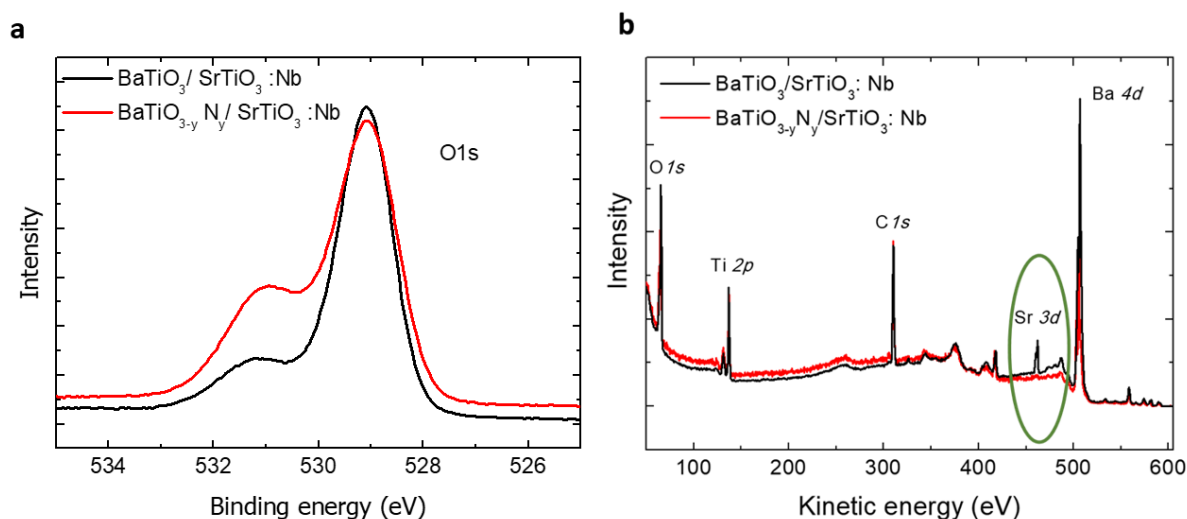 a
BaTiO3/ SrTiO3 :Nb
BaTiO3-y Ny/ SrTiO3 :Nb
O1s
Intensity
534 532 530 528 526
Binding energy (eV)
b
BaTiO3/SrTiO3: Nb
BaTiO3-yNy/SrTiO3: Nb
Ba 4d
O 1s
C 1s
Ti 2p
Sr 3d
Intensity
100 200 300 400 500 600
Kinetic energy (eV)